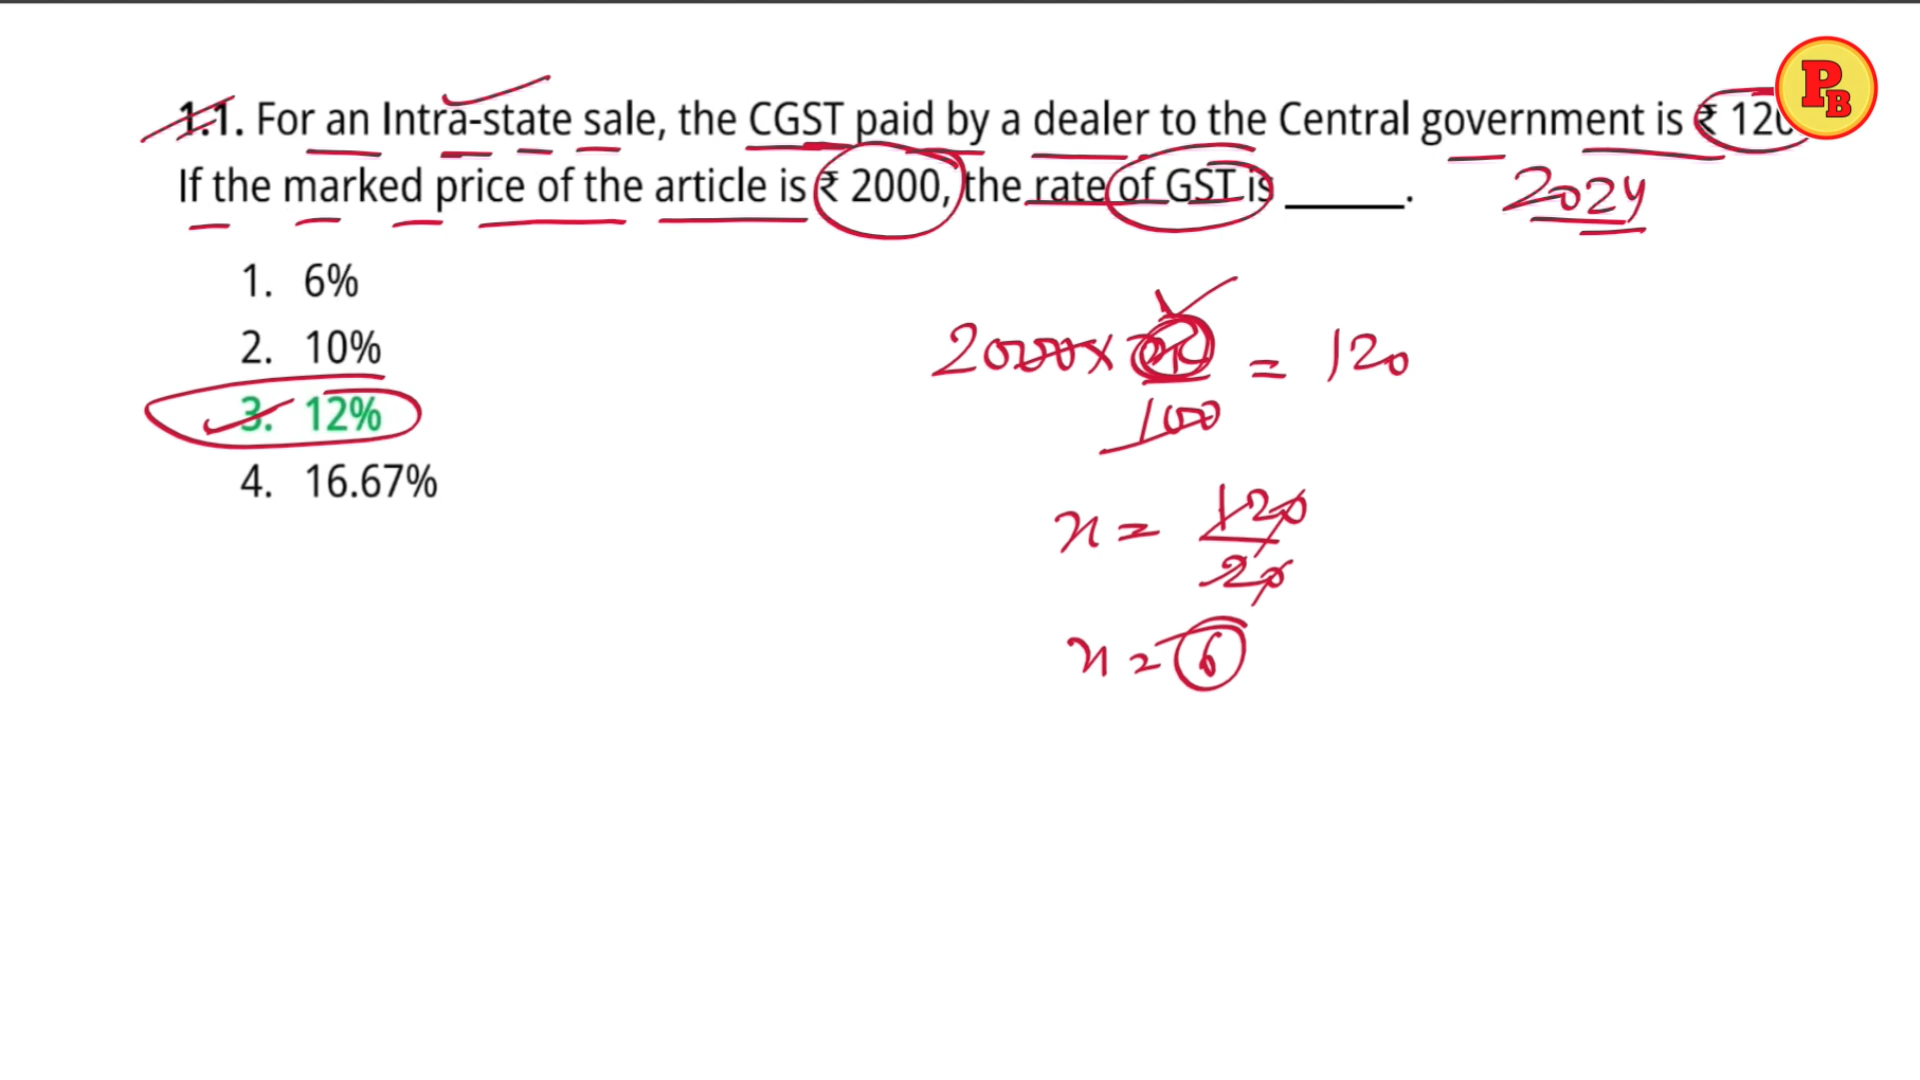 1.1. For an Intra-state sale, the CGST paid by a dealer to the Central government is ₹ 120
PB
If the marked price of the article is ₹ 2000, the rate of GST is ______.
2024
1. 6%
2. 10%
3. 12%
4. 16.67%
2000 x
100
= 120
x = 120
20
x = 6